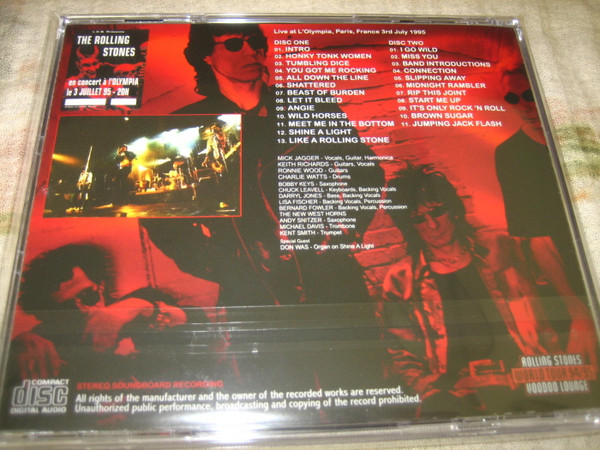 THE ROLLING
STONES
en concert à l'OLYMPIA
le 3 JUILLET 95 - 20H
Live at L'Olympia, Paris, France 3rd July 1995
DISC ONE
01. INTRO
02. HONKY TONK WOMEN
03. TUMBLING DICE
04. YOU GOT ME ROCKING
05. ALL DOWN THE LINE
06. SHATTERED
07. BEAST OF BURDEN
08. LET IT BLEED
09. ANGIE
10. WILD HORSES
11. MEET ME IN THE BOTTOM
12. SHINE A LIGHT
13. LIKE A ROLLING STONE
DISC TWO
01. I GO WILD
02. MISS YOU
03. BAND INTRODUCTIONS
04. CONNECTION
05. SLIPPING AWAY
06. MIDNIGHT RAMBLER
07. RIP THIS JOINT
08. START ME UP
09. IT'S ONLY ROCK 'N ROLL
10. BROWN SUGAR
11. JUMPING JACK FLASH
MICK JAGGER - Vocals, Guitar, Harmonica
KEITH RICHARDS - Guitars, Vocals
RONNIE WOOD - Guitars
CHARLIE WATTS - Drums
BOBBY KEYS - Saxophone
CHUCK LEAVELL - Keyboards, Backing Vocals
DARRYL JONES - Bass, Backing Vocals
LISA FISCHER - Backing Vocals, Percussion
BERNARD FOWLER - Backing Vocals, Percussion
THE NEW WEST HORNS
ANDY SNITZER - Saxophone
MICHAEL DAVIS - Trombone
KENT SMITH - Trumpet
Special Guest
DON WAS - Organ on Shine A Light
STEREO SOUNDBOARD RECORDING
COMPACT
disc
DIGITAL AUDIO
All rights of the manufacturer and the owner of the recorded works are reserved.
Unauthorized public performance, broadcasting and copying of the record prohibited.
ROLLING STONES
VOODOO LOUNGE